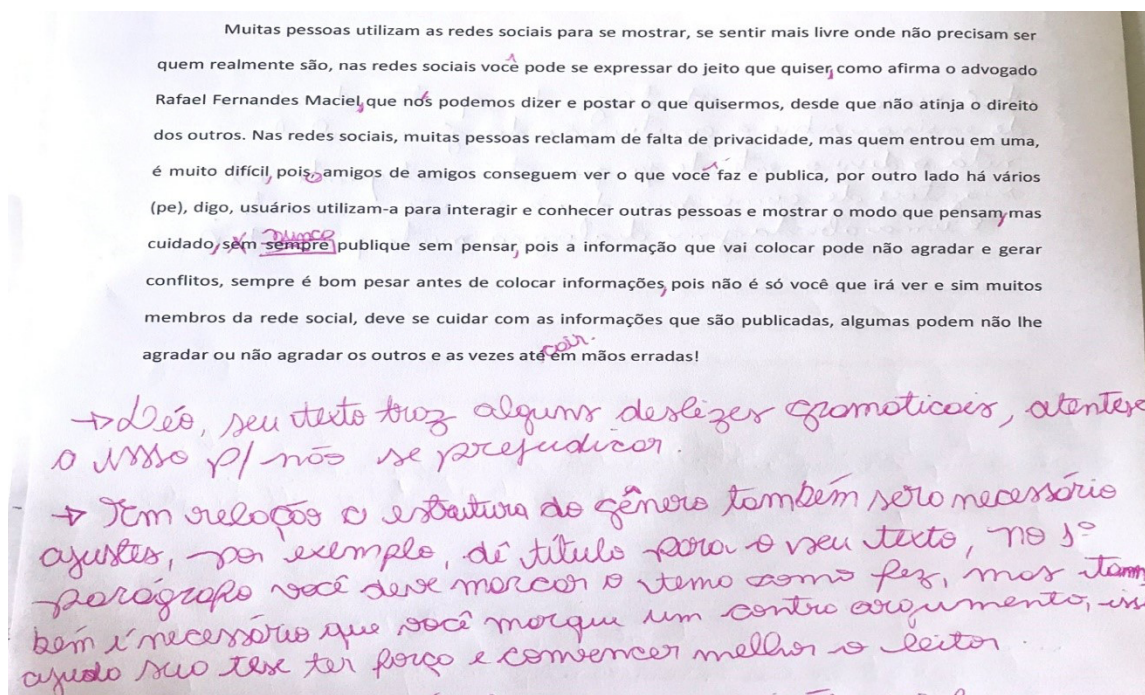 Muitas pessoas utilizam as redes sociais para se mostrar, se sentir mais livre onde não precisam ser
quem realmente são, nas redes sociais você pode se expressar do jeito que quiser, como afirma o advogado
Rafael Fernandes Maciel, que nós podemos dizer e postar o que quisermos, desde que não atinja o direito
dos outros. Nas redes sociais, muitas pessoas reclamam de falta de privacidade, mas quem entrou em uma,
é muito difícil, pois, amigos de amigos conseguem ver o que você faz e publica, por outro lado há vários
(pe), digo, usuários utilizam-a para interagir e conhecer outras pessoas e mostrar o modo que pensam, mas
nunca
cuidado, sem sempre publique sem pensar, pois a informação que vai colocar pode não agradar e gerar
conflitos, sempre é bom pesar antes de colocar informações, pois não é só você que irá ver e sim muitos
membros da rede social, deve se cuidar com as informações que são publicadas, algumas podem não lhe
cair.
agradar ou não agradar os outros e as vezes até em mãos erradas!
→ Léo, seu texto traz alguns deslizes gramaticais, atente-se
a isso p/ não se prejudicar.
→ Em relação a estrutura do gênero também será necessário
ajustes, por exemplo, dê título para o seu texto, no 1º
parágrafo você deve marcar o tema como fez, mas tam
bém é necessário que você marque um contra argumento,
ajuda sua tese ter força e convencer melhor o leitor.